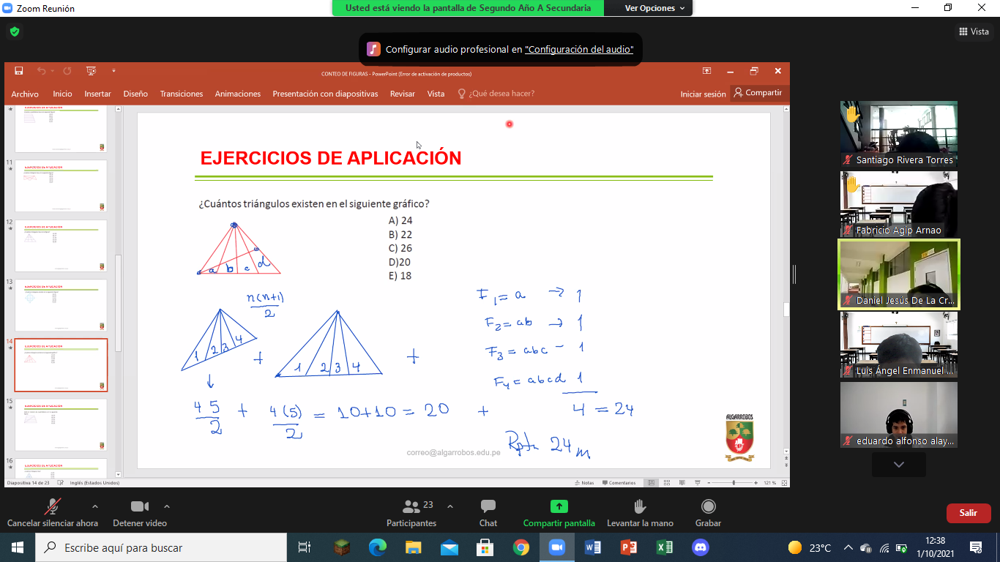 Zoom Reunión
Usted está viendo la pantalla de Segundo Año A Secundaria
Ver Opciones
Vista
Configurar audio profesional en "Configuración del audio"
CONTEO DE FIGURAS - PowerPoint (Error de activación de productos)
Archivo Inicio Insertar Diseño Transiciones Animaciones Presentación con diapositivas Revisar Vista ¿Qué desea hacer? Iniciar sesión Compartir
11
12
13
14
15
16
EJERCICIOS DE APLICACIÓN
¿Cuántos triángulos existen en el siguiente gráfico?
A) 24
B) 22
C) 26
D)20
E) 18
a b c d
n(n+1)
2
1 2 3 4 + 1 2 3 4 +
F1 = a → 1
F2 = ab → 1
F3 = abc - 1
F4 = abcd 1
4 5 + 4(5) = 10+10 = 20 + 4 = 24
2 2
Rpta 24
correo@algarrobos.edu.pe
ALGARROBOS
Diapositiva 14 de 23 Inglés (Estados Unidos) Notas Comentarios 121 %
Santiago Rivera Torres
Fabricio Agip Arnao
Daniel Jesús De La Cr...
Luis Ángel Enmanuel ...
eduardo alfonso alay...
Cancelar silenciar ahora
Detener video
23
Participantes
Chat
Compartir pantalla
Levantar la mano
Grabar
Salir
Escribe aquí para buscar
23°C
12:38
1/10/2021